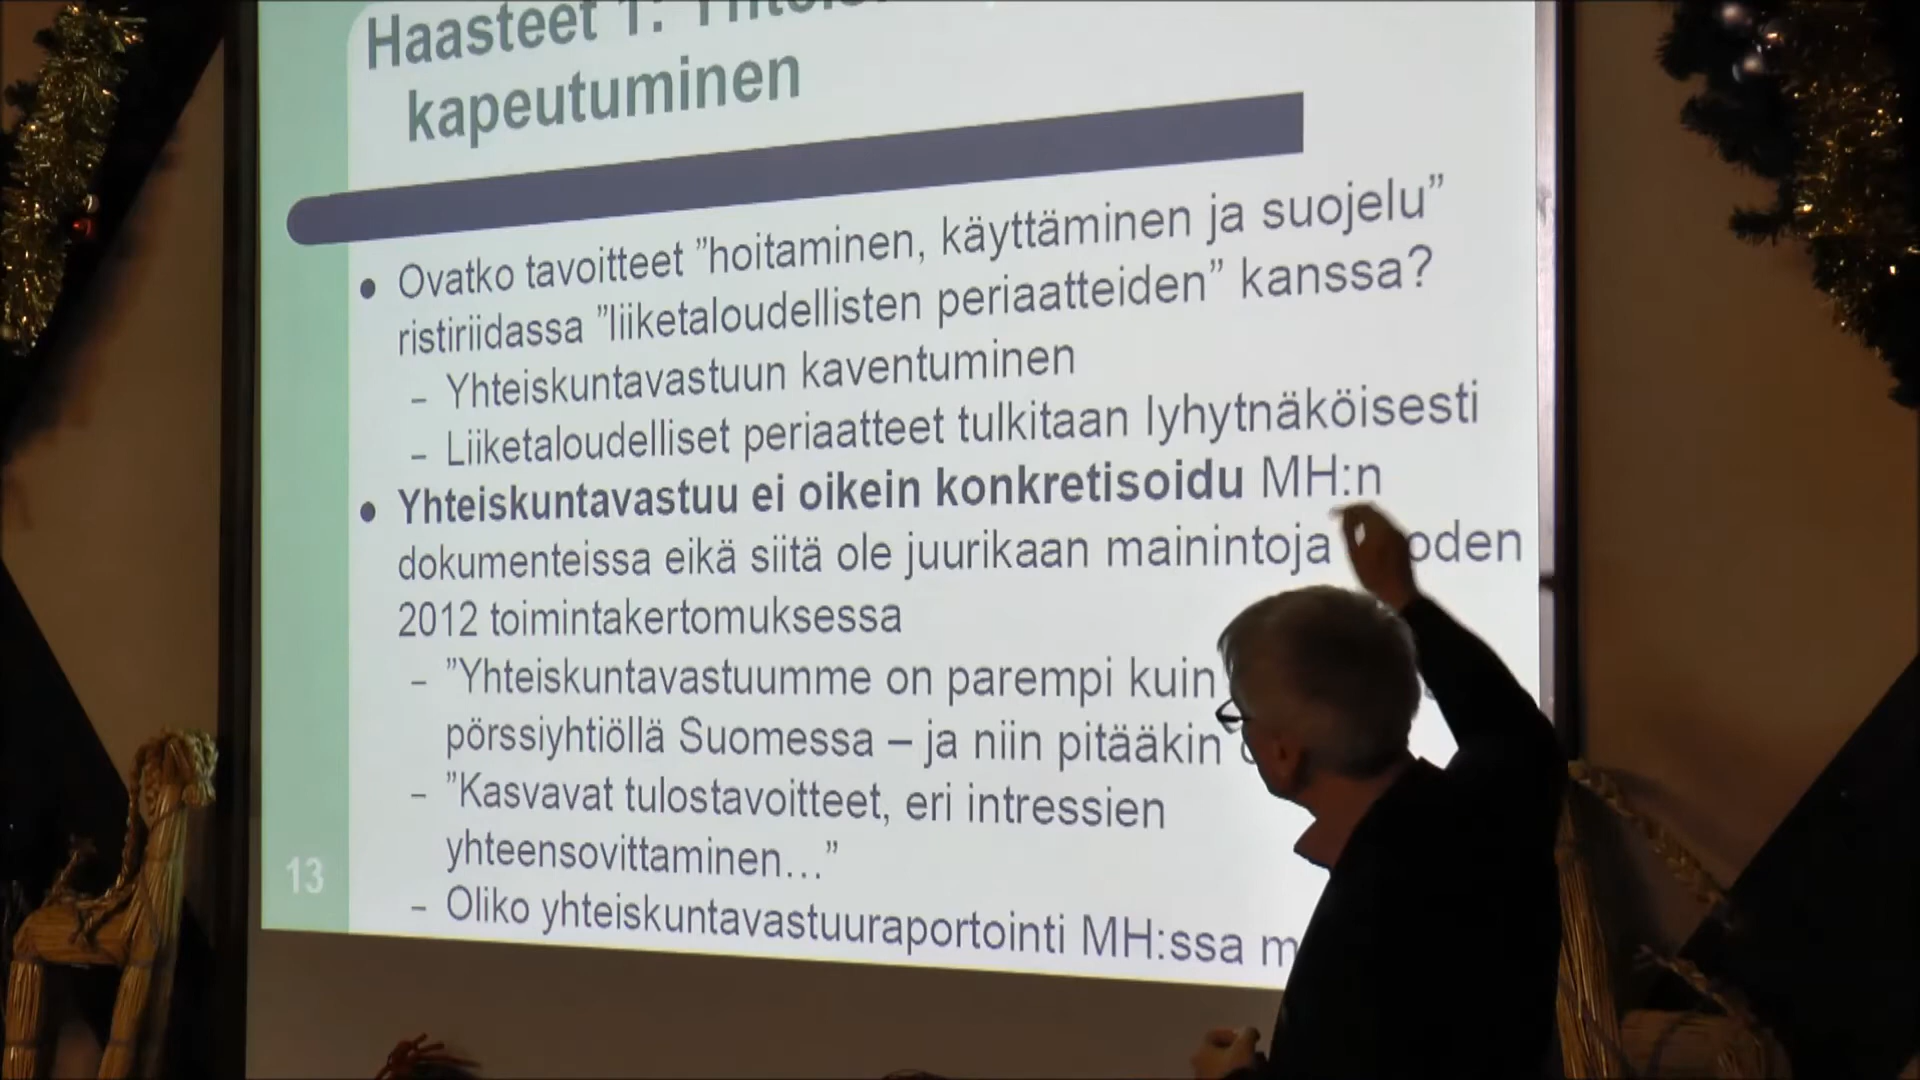 Haasteet 1:
kapeutuminen
• Ovatko tavoitteet ”hoitaminen, käyttäminen ja suojelu”
ristiriidassa ”liiketaloudellisten periaatteiden” kanssa?
– Yhteiskuntavastuun kaventuminen
– Liiketaloudelliset periaatteet tulkitaan lyhytnäköisesti
• Yhteiskuntavastuu ei oikein konkretisoidu MH:n
dokumenteissa eikä siitä ole juurikaan mainintoja
2012 toimintakertomuksessa
– ”Yhteiskuntavastuumme on parempi kuin
pörssiyhtiöllä Suomessa – ja niin pitääkin
– ”Kasvavat tulostavoitteet, eri intressien
yhteensovittaminen…”
– Oliko yhteiskuntavastuuraportointi MH:ssa
13